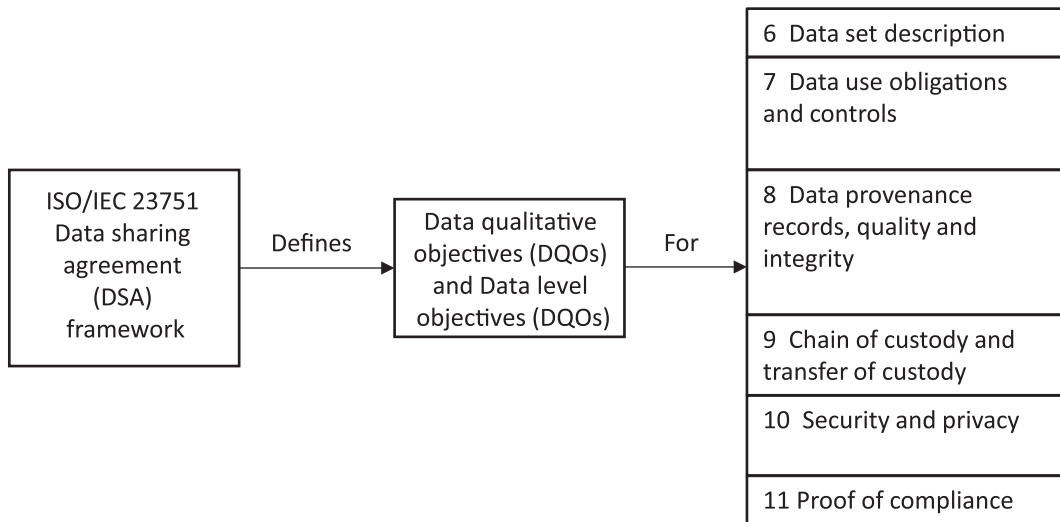 ISO/IEC 23751
Data sharing
agreement
(DSA)
framework
Defines
Data qualitative
objectives (DQOs)
and Data level
objectives (DQOs)
For
6 Data set description
7 Data use obligations
and controls
8 Data provenance
records, quality and
integrity
9 Chain of custody and
transfer of custody
10 Security and privacy
11 Proof of compliance